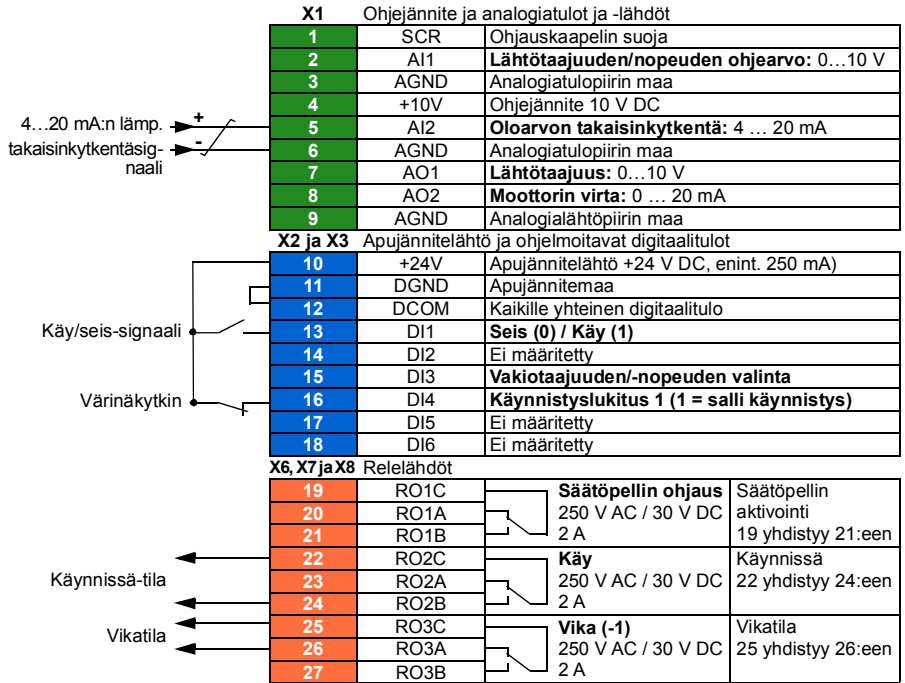 X1 Ohjejännite ja analogiatulot ja -lähdöt
1 SCR Ohjauskaapelin suoja
2 AI1 Lähtötaajuuden/nopeuden ohjearvo: 0…10 V
3 AGND Analogiatulopiirin maa
4 +10V Ohjejännite 10 V DC
4…20 mA:n lämp. + 5 AI2 Oloarvon takaisinkytkentä: 4 … 20 mA
takaisinkytkentäsig- - 6 AGND Analogiatulopiirin maa
naali 7 AO1 Lähtötaajuus: 0…10 V
8 AO2 Moottorin virta: 0 … 20 mA
9 AGND Analogialähtöpiirin maa
X2 ja X3 Apujännitelähtö ja ohjelmoitavat digitaalitulot
10 +24V Apujännitelähtö +24 V DC, enint. 250 mA)
11 DGND Apujännitemaa
12 DCOM Kaikille yhteinen digitaalitulo
Käy/seis-signaali 13 DI1 Seis (0) / Käy (1)
14 DI2 Ei määritetty
15 DI3 Vakiotaajuuden/-nopeuden valinta
Värinäkytkin 16 DI4 Käynnistyslukitus 1 (1 = salli käynnistys)
17 DI5 Ei määritetty
18 DI6 Ei määritetty
X6, X7 ja X8 Relelähdöt
19 RO1C Säätöpellin ohjaus Säätöpellin
20 RO1A 250 V AC / 30 V DC aktivointi
21 RO1B 2 A 19 yhdistyy 21:een
22 RO2C Käy Käynnissä
Käynnissä-tila 23 RO2A 250 V AC / 30 V DC 22 yhdistyy 24:een
24 RO2B 2 A
Vikatila 25 RO3C Vika (-1) Vikatila
26 RO3A 250 V AC / 30 V DC 25 yhdistyy 26:een
27 RO3B 2 A